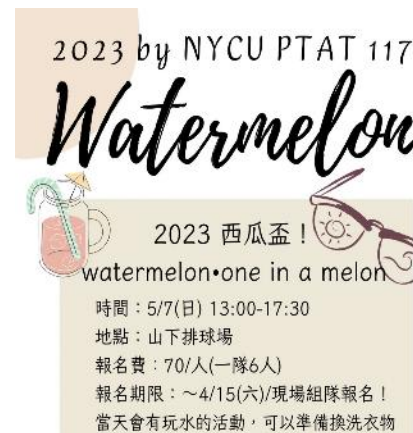 2023 by NYCU PTAT 117
Watermelon
2023 西瓜盃！
watermelon•one in a melon
時間：5/7(日) 13:00-17:30
地點：山下排球場
報名費：70/人(一隊6人)
報名期限：～4/15(六)/現場組隊報名！
當天會有玩水的活動，可以準備換洗衣物